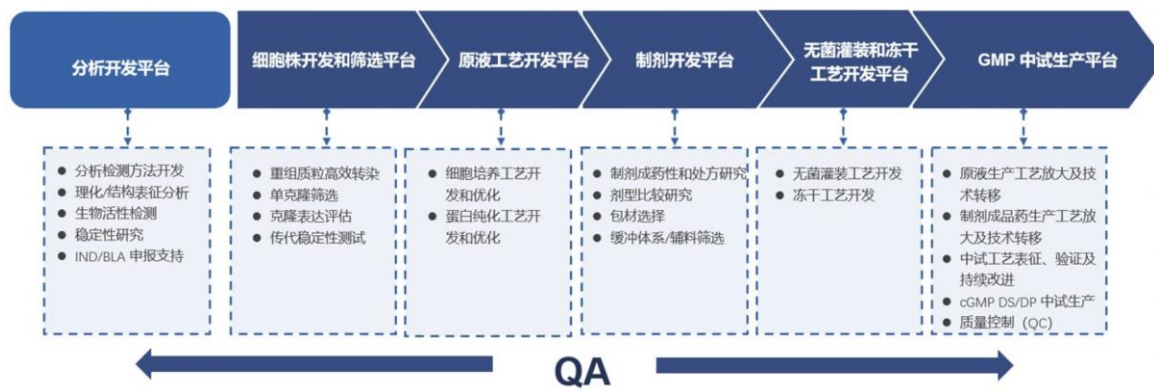 分析开发平台
细胞株开发和筛选平台
原液工艺开发平台
制剂开发平台
无菌灌装和冻干
工艺开发平台
GMP 中试生产平台
● 分析检测方法开发
● 理化/结构表征分析
● 生物活性检测
● 稳定性研究
● IND/BLA 申报支持
● 重组质粒高效转染
● 单克隆筛选
● 克隆表达评估
● 传代稳定性测试
● 细胞培养工艺开
发和优化
● 蛋白纯化工艺开
发和优化
● 制剂成药性和处方研究
● 剂型比较研究
● 包材选择
● 缓冲体系/辅料筛选
● 无菌灌装工艺开发
● 冻干工艺开发
● 原液生产工艺放大及技
术转移
● 制剂成品药生产工艺放
大及技术转移
● 中试工艺表征、验证及
持续改进
● cGMP DS/DP 中试生产
● 质量控制（QC）
QA